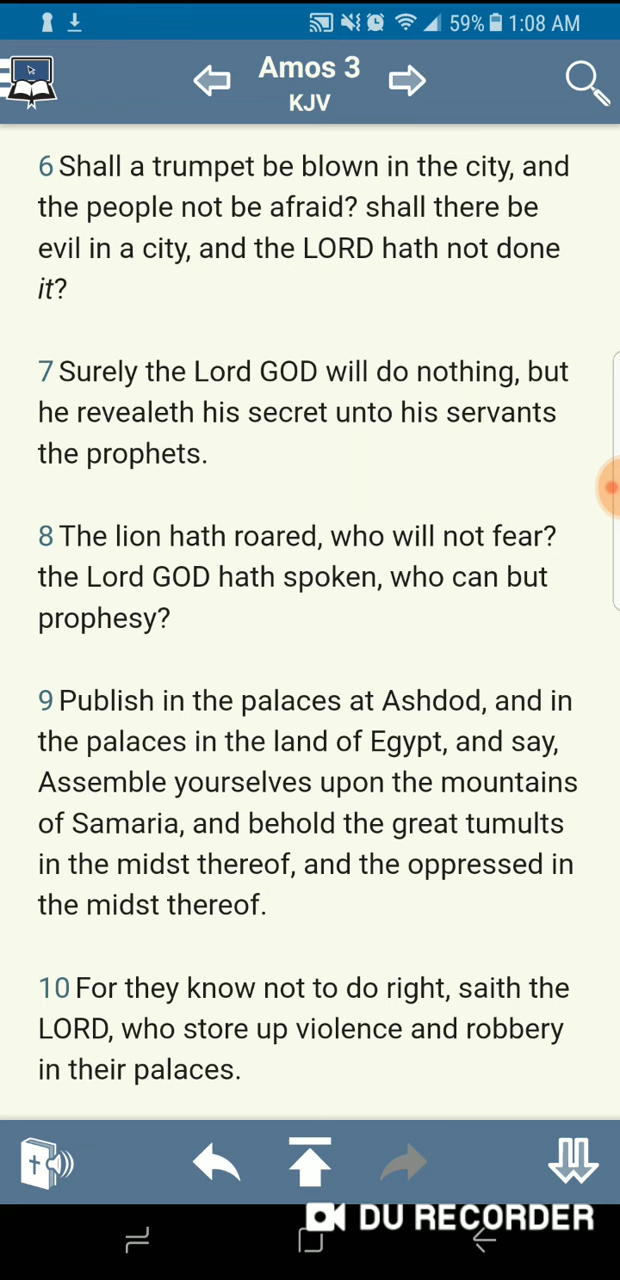 59% 1:08 AM
Amos 3
KJV
6 Shall a trumpet be blown in the city, and
the people not be afraid? shall there be
evil in a city, and the LORD hath not done
it?
7 Surely the Lord GOD will do nothing, but
he revealeth his secret unto his servants
the prophets.
8 The lion hath roared, who will not fear?
the Lord GOD hath spoken, who can but
prophesy?
9 Publish in the palaces at Ashdod, and in
the palaces in the land of Egypt, and say,
Assemble yourselves upon the mountains
of Samaria, and behold the great tumults
in the midst thereof, and the oppressed in
the midst thereof.
10 For they know not to do right, saith the
LORD, who store up violence and robbery
in their palaces.
DU RECORDER